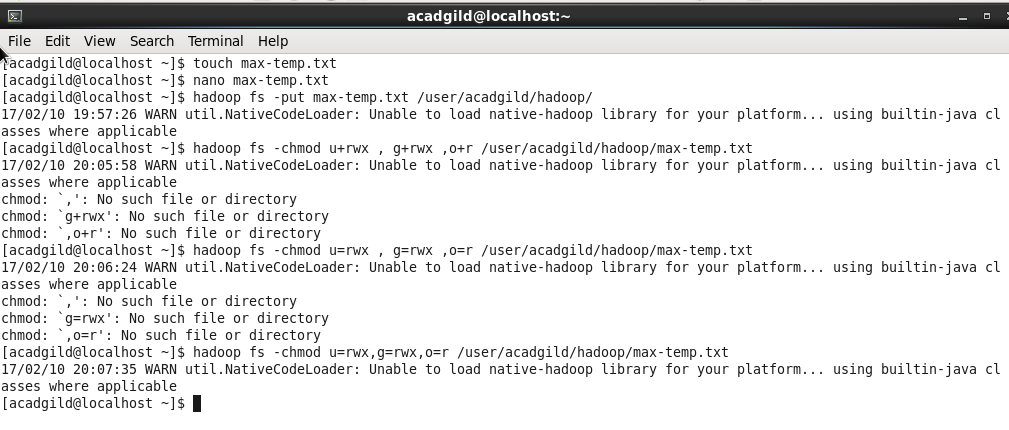 acadgild@localhost:~
File Edit View Search Terminal Help
[acadgild@localhost ~]$ touch max-temp.txt
[acadgild@localhost ~]$ nano max-temp.txt
[acadgild@localhost ~]$ hadoop fs -put max-temp.txt /user/acadgild/hadoop/
17/02/10 19:57:26 WARN util.NativeCodeLoader: Unable to load native-hadoop library for your platform... using builtin-java cl
asses where applicable
[acadgild@localhost ~]$ hadoop fs -chmod u+rwx , g+rwx ,o+r /user/acadgild/hadoop/max-temp.txt
17/02/10 20:05:58 WARN util.NativeCodeLoader: Unable to load native-hadoop library for your platform... using builtin-java cl
asses where applicable
chmod: `,': No such file or directory
chmod: `g+rwx': No such file or directory
chmod: `,o+r': No such file or directory
[acadgild@localhost ~]$ hadoop fs -chmod u=rwx , g=rwx ,o=r /user/acadgild/hadoop/max-temp.txt
17/02/10 20:06:24 WARN util.NativeCodeLoader: Unable to load native-hadoop library for your platform... using builtin-java cl
asses where applicable
chmod: `,': No such file or directory
chmod: `g=rwx': No such file or directory
chmod: `,o=r': No such file or directory
[acadgild@localhost ~]$ hadoop fs -chmod u=rwx,g=rwx,o=r /user/acadgild/hadoop/max-temp.txt
17/02/10 20:07:35 WARN util.NativeCodeLoader: Unable to load native-hadoop library for your platform... using builtin-java cl
asses where applicable
[acadgild@localhost ~]$